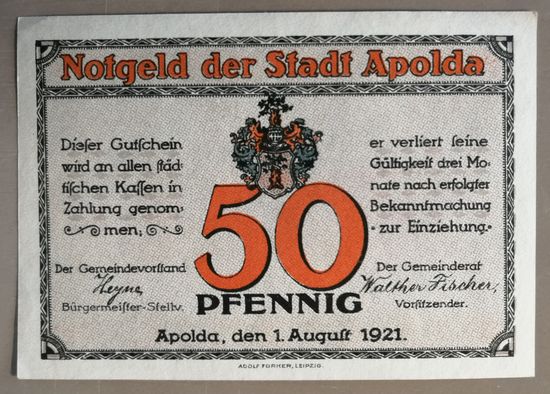 Notgeld der Stadt Apolda
Dieſer Gutſchein
wird an allen ſtäd⸗
tiſchen Kaſſen in
Zahlung genom⸗
men;
er verliert ſeine
Gültigkeit drei Mo⸗
nate nach erfolgter
Bekanntmachung
zur Einziehung.
50
PFENNIG
Der Gemeindevorſtand
Heyne
Bürgermeiſter-Stellv.
Der Gemeinderat
Walther Fischer,
Vorſitzender.
Apolda, den 1. Auguſt 1921.
ADOLF FORKER, LEIPZIG.